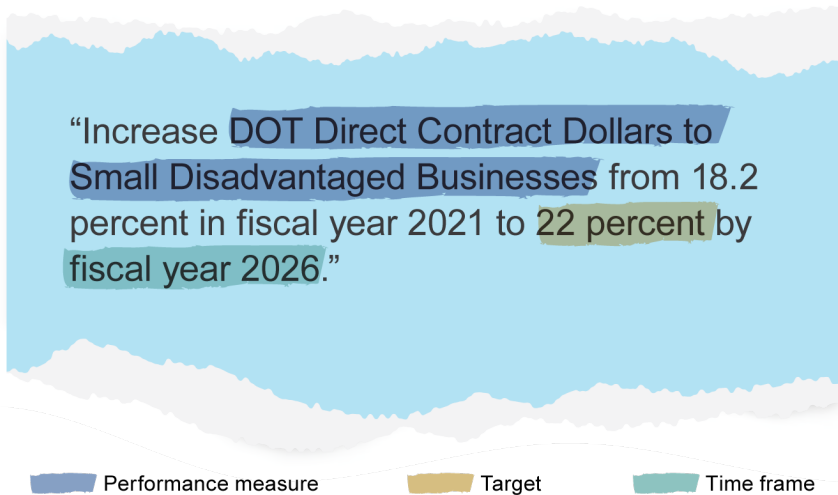 “Increase DOT Direct Contract Dollars to
Small Disadvantaged Businesses from 18.2
percent in fiscal year 2021 to 22 percent by
fiscal year 2026.”
Performance measure Target Time frame